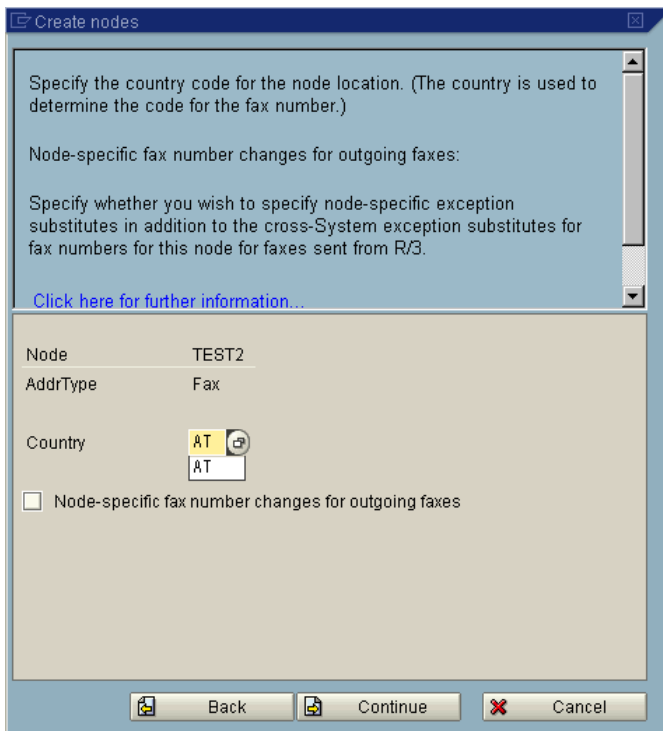 Create nodes
Specify the country code for the node location. (The country is used to
determine the code for the fax number.)
Node-specific fax number changes for outgoing faxes:
Specify whether you wish to specify node-specific exception
substitutes in addition to the cross-System exception substitutes for
fax numbers for this node for faxes sent from R/3.
Click here for further information...
Node TEST2
AddrType Fax
Country AT
AT
Node-specific fax number changes for outgoing faxes
Back Continue Cancel